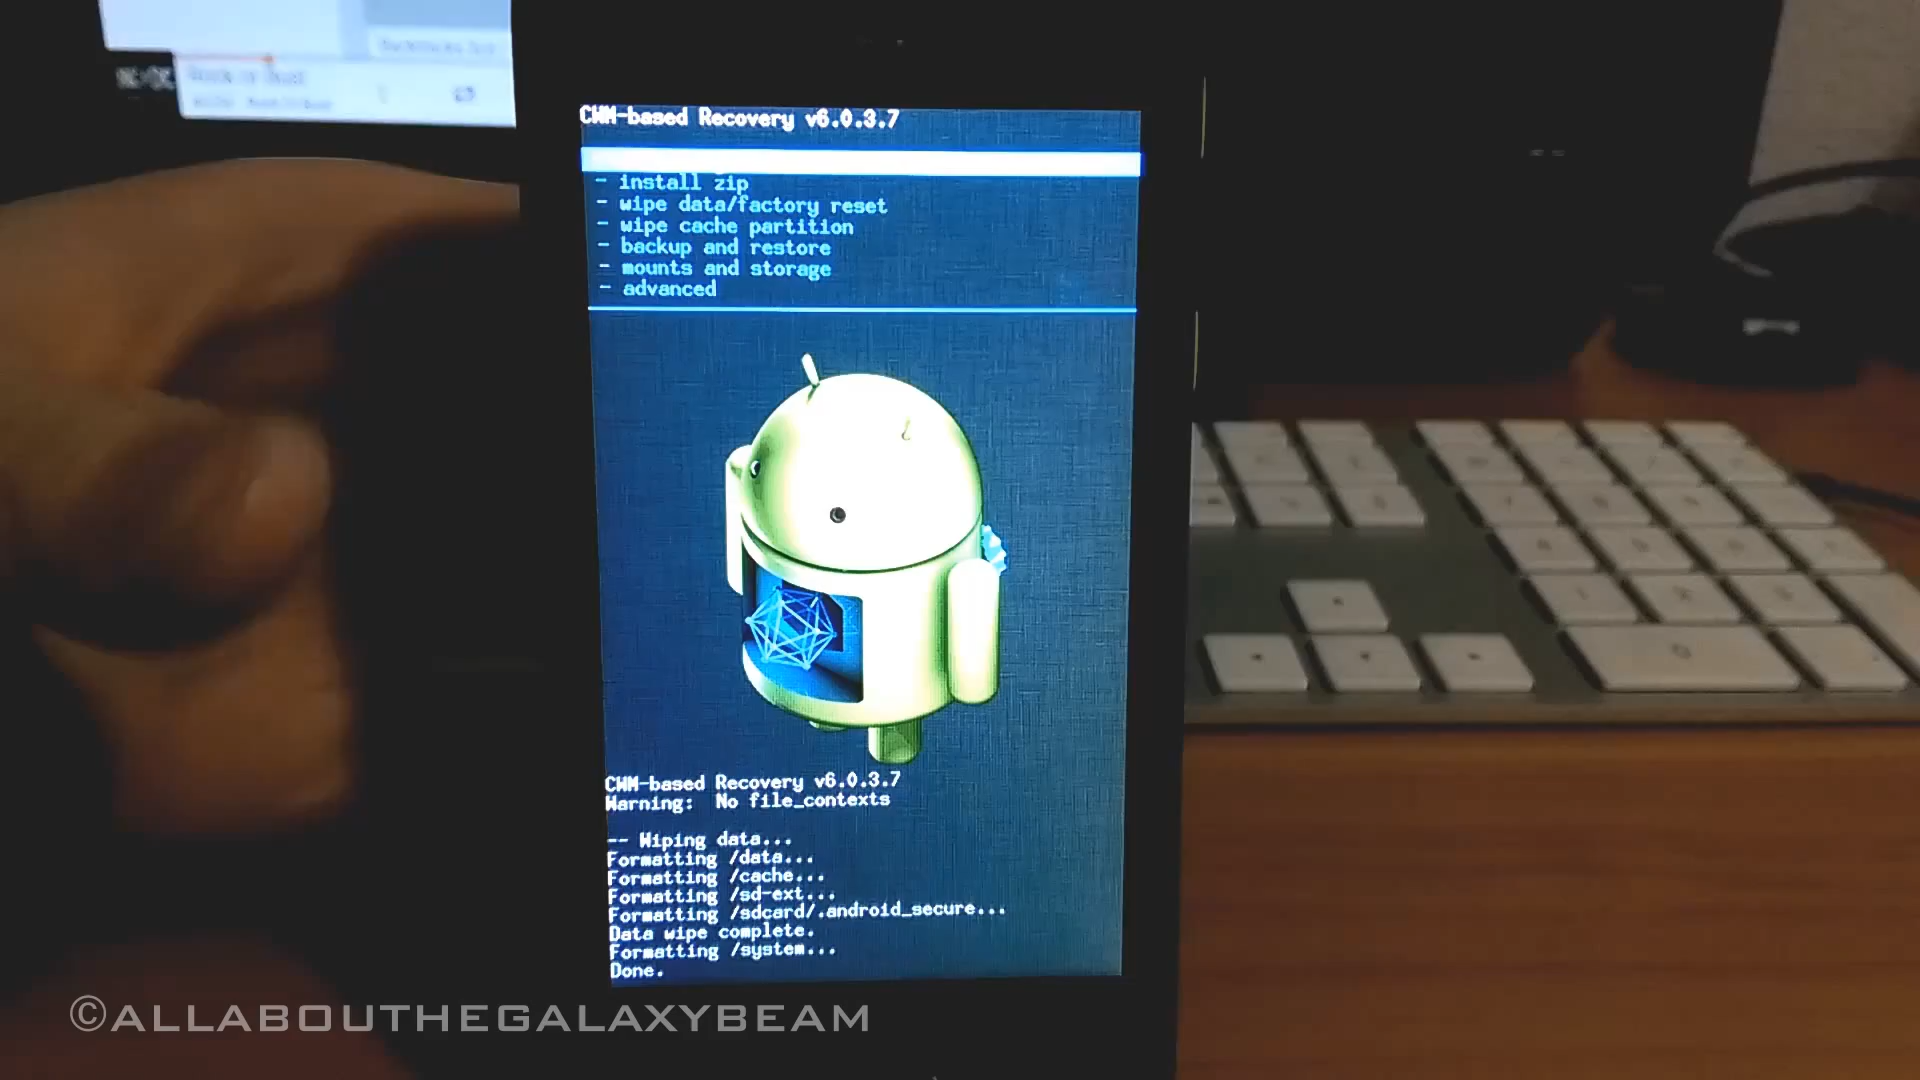 CWM-based Recovery v6.0.3.7
- install zip
- wipe data/factory reset
- wipe cache partition
- backup and restore
- mounts and storage
- advanced
CWM-based Recovery v6.0.3.7
Warning: No file_contexts
-- Wiping data...
Formatting /data...
Formatting /cache...
Formatting /sd-ext...
Formatting /sdcard/.android_secure...
Data wipe complete.
Formatting /system...
Done.
©ALLABOUTHEGALAXYBEAM